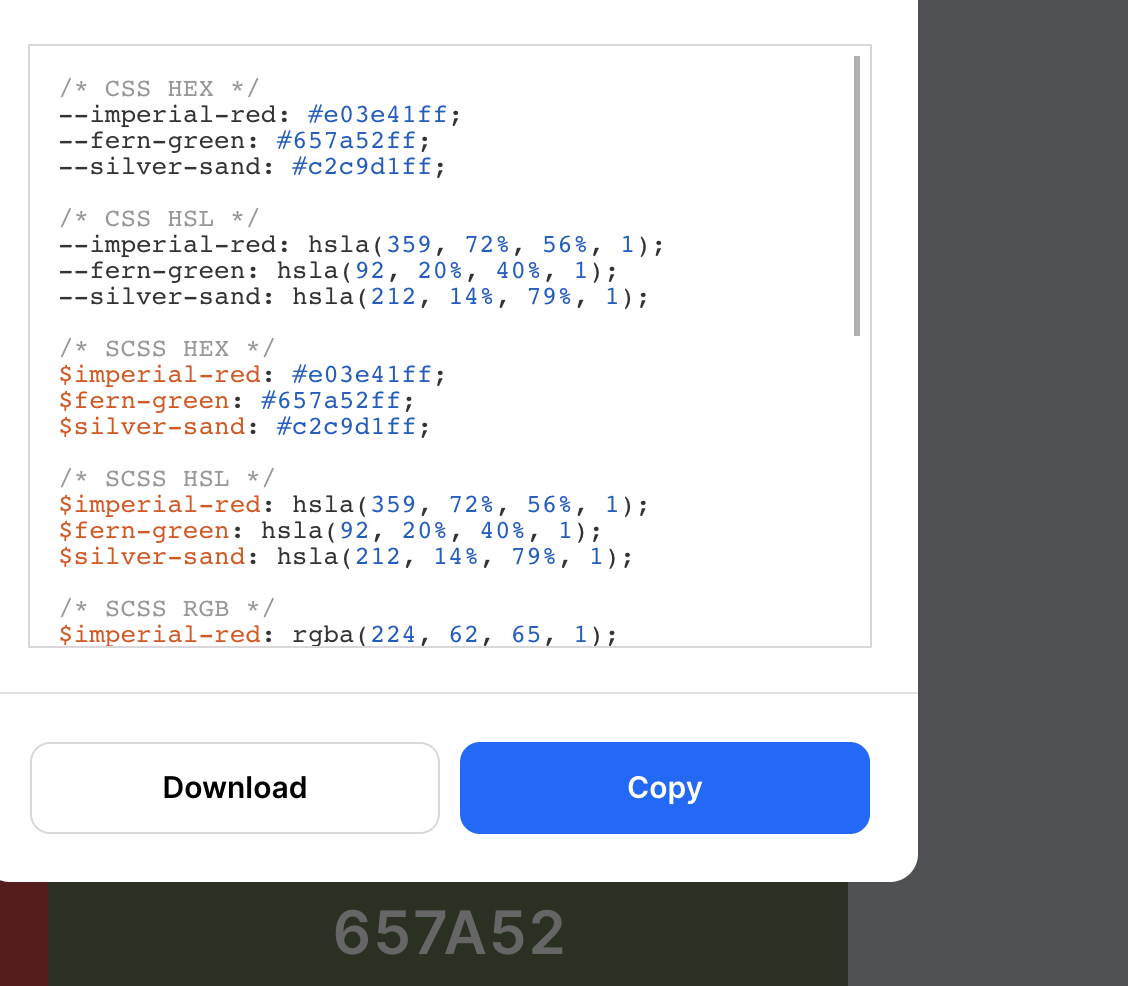 /* CSS HEX */
--imperial-red: #e03e41ff;
--fern-green: #657a52ff;
--silver-sand: #c2c9d1ff;
/* CSS HSL */
--imperial-red: hsla(359, 72%, 56%, 1);
--fern-green: hsla(92, 20%, 40%, 1);
--silver-sand: hsla(212, 14%, 79%, 1);
/* SCSS HEX */
$imperial-red: #e03e41ff;
$fern-green: #657a52ff;
$silver-sand: #c2c9d1ff;
/* SCSS HSL */
$imperial-red: hsla(359, 72%, 56%, 1);
$fern-green: hsla(92, 20%, 40%, 1);
$silver-sand: hsla(212, 14%, 79%, 1);
/* SCSS RGB */
$imperial-red: rgba(224, 62, 65, 1);
Download
Copy
657A52